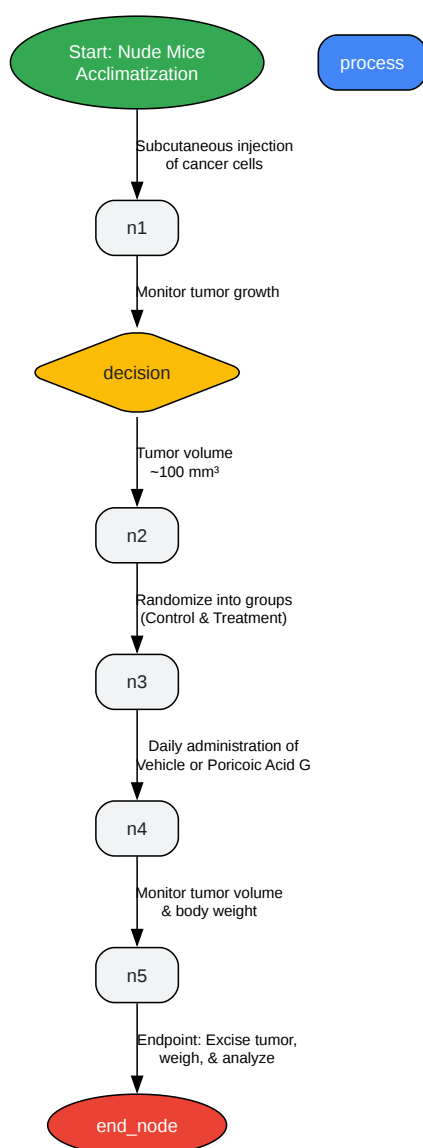 Start: Nude Mice
Acclimatization
process
Subcutaneous injection
of cancer cells
n1
Monitor tumor growth
decision
Tumor volume
~100 mm³
n2
Randomize into groups
(Control & Treatment)
n3
Daily administration of
Vehicle or Poricoic Acid G
n4
Monitor tumor volume
& body weight
n5
Endpoint: Excise tumor,
weigh, & analyze
end_node